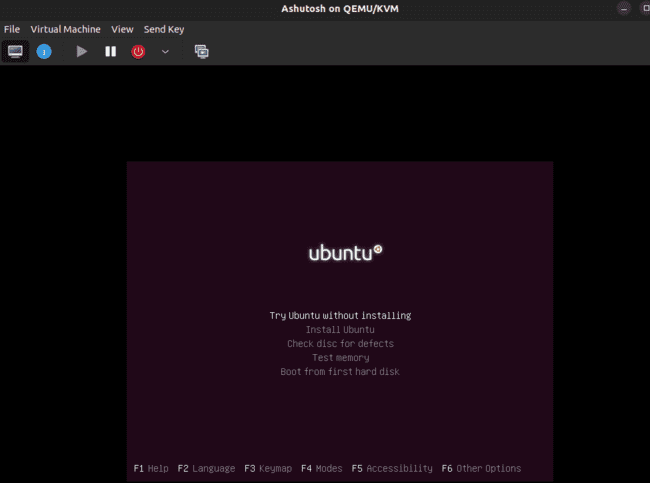 Ashutosh on QEMU/KVM
File Virtual Machine View Send Key
ubuntu
Try Ubuntu without installing
Install Ubuntu
Check disc for defects
Test memory
Boot from first hard disk
F1 Help F2 Language F3 Keymap F4 Modes F5 Accessibility F6 Other Options